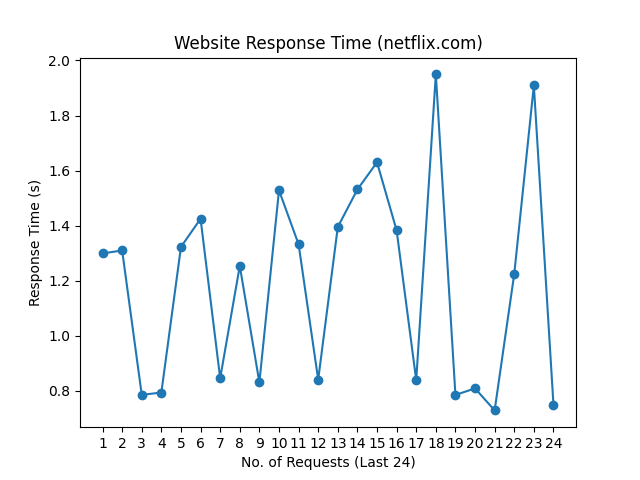 Website Response Time (netflix.com)
2.0
1.8
1.6
1.4
1.2
1.0
0.8
Response Time (s)
1 2 3 4 5 6 7 8 9 10 11 12 13 14 15 16 17 18 19 20 21 22 23 24
No. of Requests (Last 24)